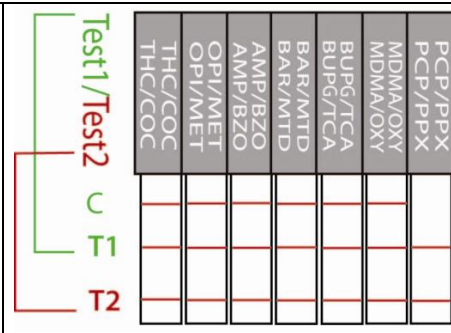 Test1/Test2
THC/COC
THC/COC
OPI/MET
OPI/MET
AMP/BZO
AMP/BZO
BAR/MTD
BAR/MTD
BUPG/TCA
BUPG/TCA
MDMA/OXY
MDMA/OXY
PCP/PPX
PCP/PPX
C
T1
T2